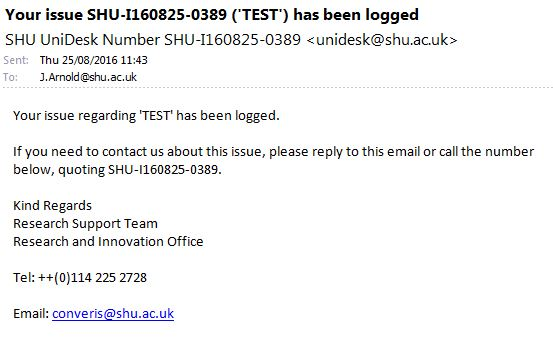 Your issue SHU-I160825-0389 ('TEST') has been logged
SHU UniDesk Number SHU-I160825-0389 <unidesk@shu.ac.uk>
Sent: Thu 25/08/2016 11:43
To: J.Arnold@shu.ac.uk
Your issue regarding 'TEST' has been logged.
If you need to contact us about this issue, please reply to this email or call the number
below, quoting SHU-I160825-0389.
Kind Regards
Research Support Team
Research and Innovation Office
Tel: ++(0)114 225 2728
Email: converis@shu.ac.uk